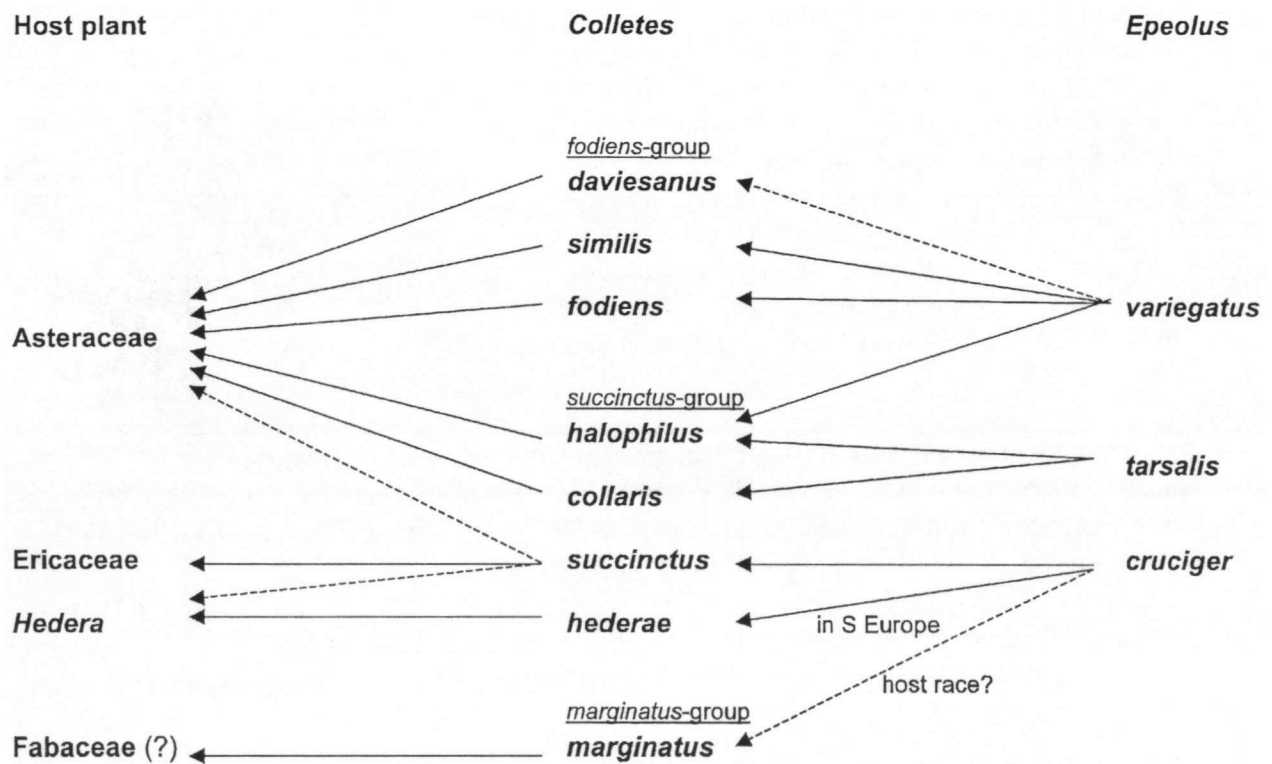 Host plant Colletes Epeolus
fodiens-group
daviesanus
similis
fodiens variegatus
Asteraceae
succinctus-group
halophilus
tarsalis
collaris
Ericaceae succinctus cruciger
Hedera hederae in S Europe
host race?
marginatus-group
Fabaceae (?) marginatus